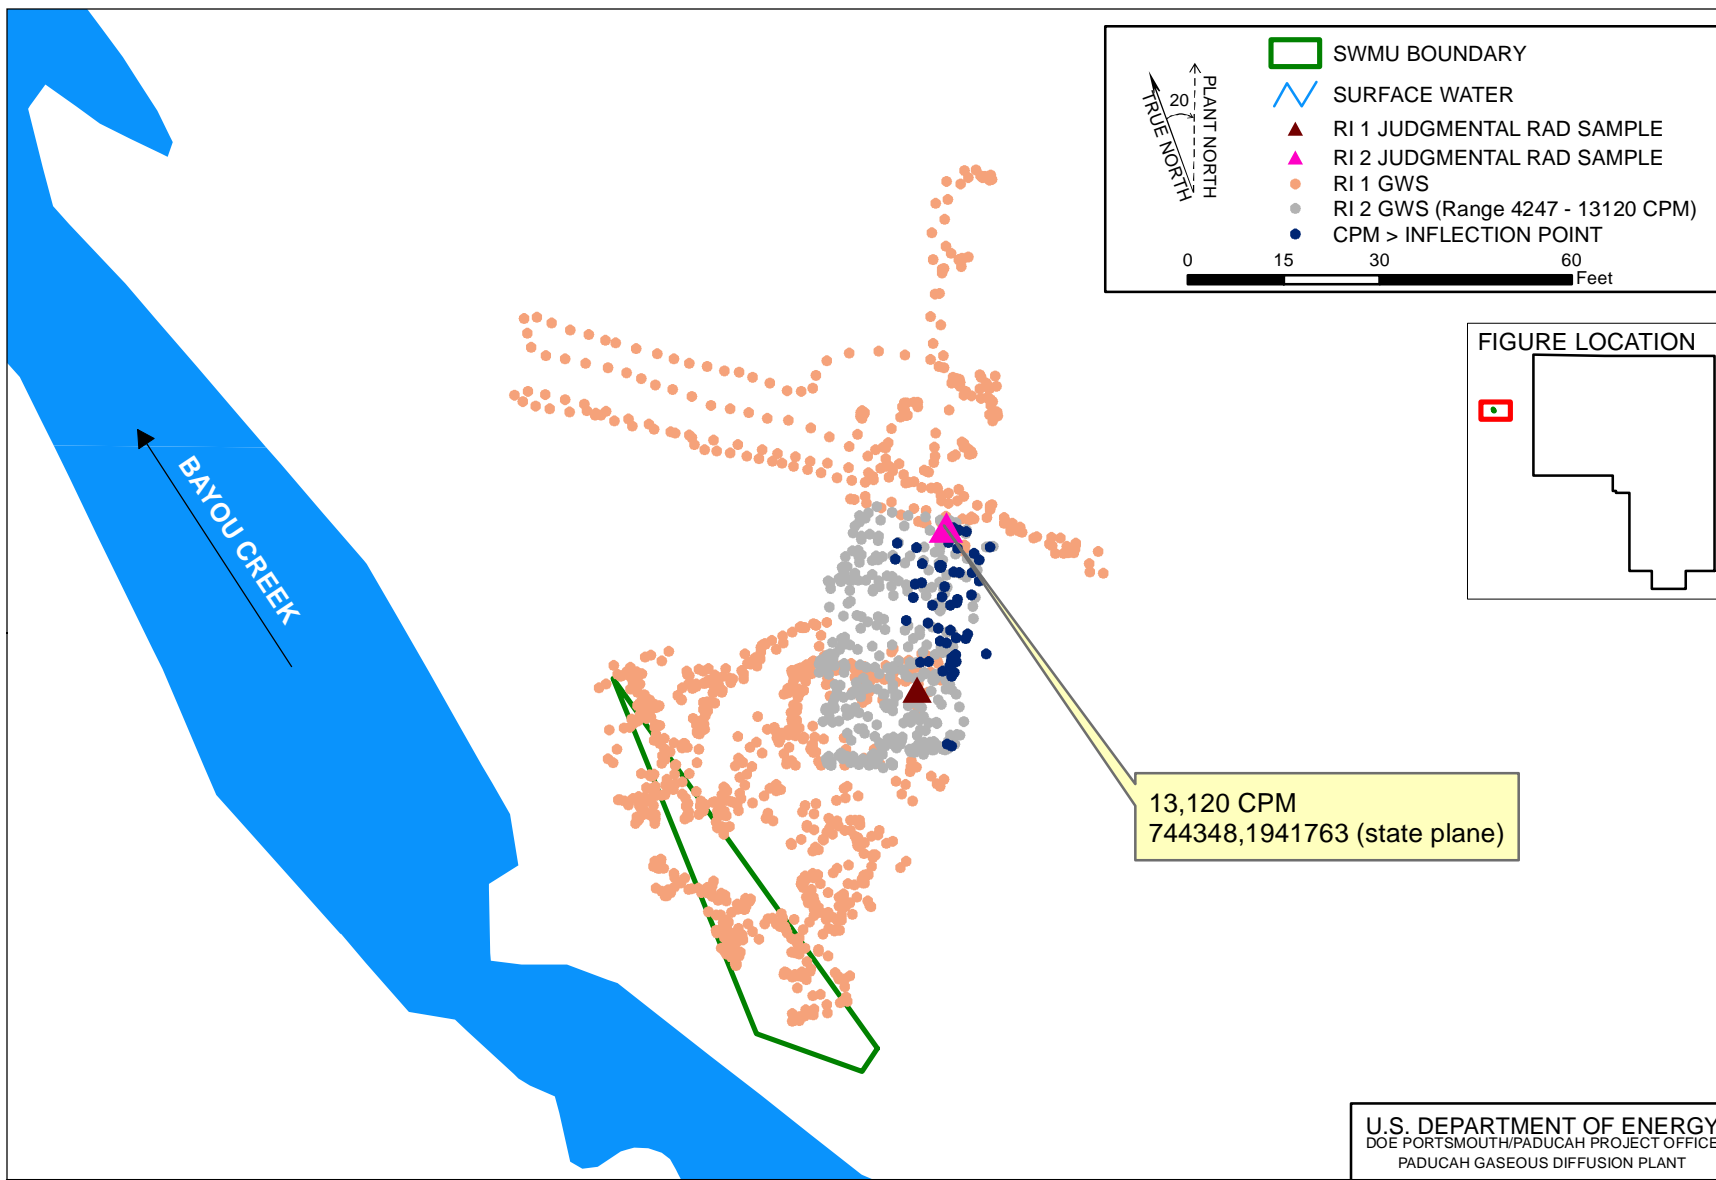 SWMU BOUNDARY
SURFACE WATER
RI 1 JUDGMENTAL RAD SAMPLE
RI 2 JUDGMENTAL RAD SAMPLE
RI 1 GWS
RI 2 GWS (Range 4247 - 13120 CPM)
CPM > INFLECTION POINT
TRUE NORTH
20
PLANT NORTH
0 15 30 60
Feet
FIGURE LOCATION
BAYOU CREEK
13,120 CPM
744348,1941763 (state plane)
U.S. DEPARTMENT OF ENERGY
DOE PORTSMOUTH/PADUCAH PROJECT OFFICE
PADUCAH GASEOUS DIFFUSION PLANT